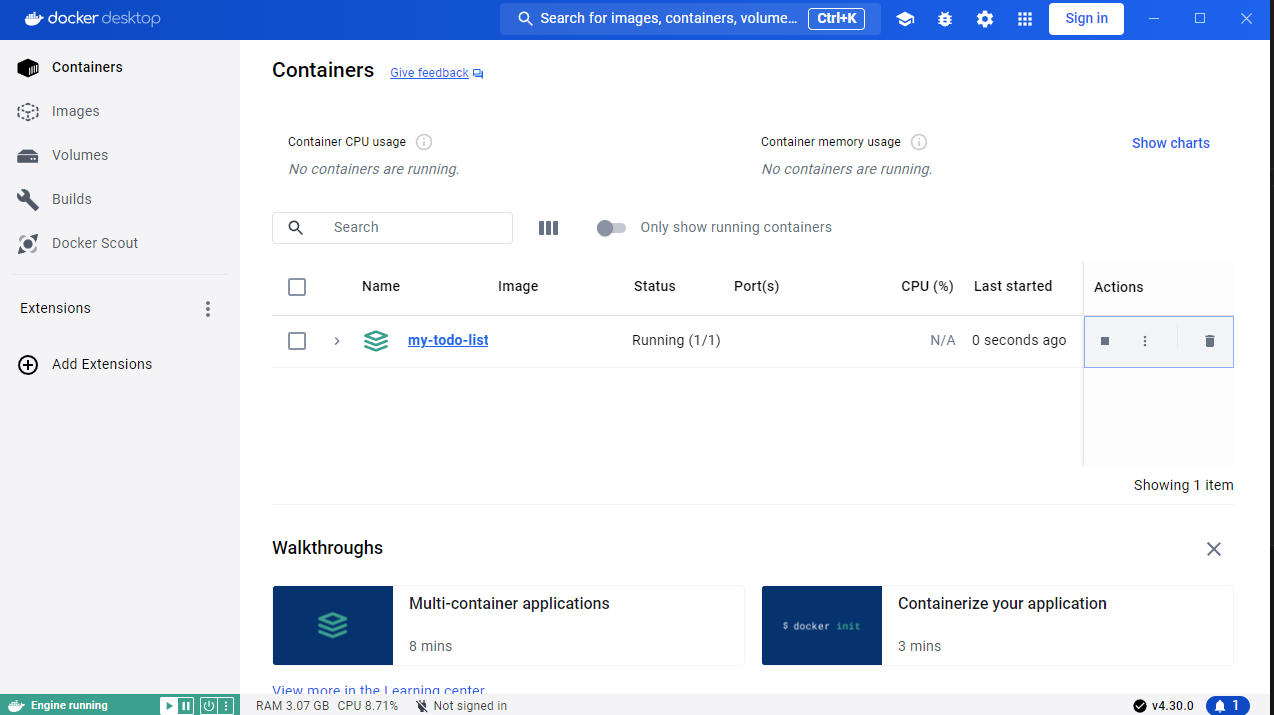 docker desktop
Search for images, containers, volume... Ctrl+K
Sign in
Containers
Images
Volumes
Builds
Docker Scout
Extensions
Add Extensions
Containers Give feedback
Container CPU usage
No containers are running.
Container memory usage
No containers are running.
Show charts
Search
Only show running containers
Name Image Status Port(s) CPU (%) Last started Actions
my-todo-list Running (1/1) N/A 0 seconds ago
Showing 1 item
Walkthroughs
Multi-container applications
8 mins
$ docker init
Containerize your application
3 mins
View more in the Learning center
Engine running
RAM 3.07 GB CPU 8.71% Not signed in
v4.30.0
1